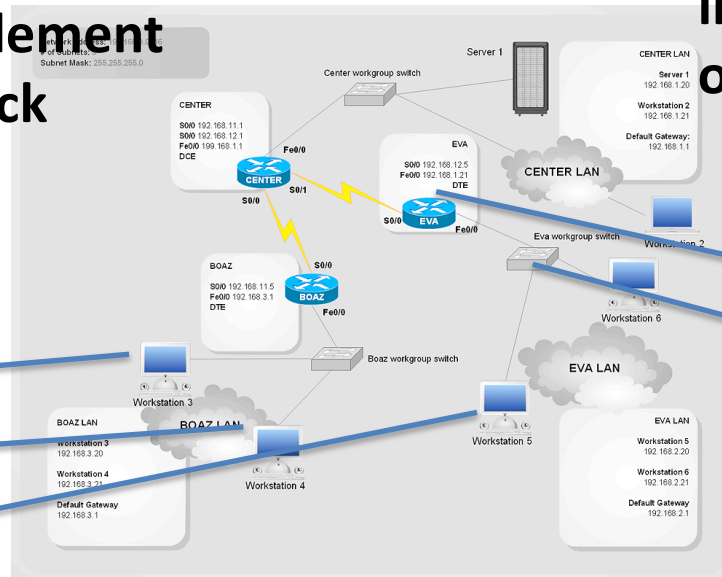 lement
ck
# of Subnets:
Subnet Mask: 255.255.255.0
Center workgroup switch
Server 1
CENTER LAN
Server 1
192.168.1.20
Workstation 2
192.168.1.21
Default Gateway:
192.168.1.1
CENTER
S0/0 192.168.11.1
S0/0 192.168.12.1
Fe0/0 199.168.1.1
DCE
Fe0/0
CENTER
S0/1
S0/0
EVA
S0/0 192.168.12.5
Fe0/0 192.168.1.21
DTE
S0/0
EVA
Fe0/0
CENTER LAN
Workstation 2
Eva workgroup switch
Workstation 6
BOAZ
S0/0 192.168.11.5
Fe0/0 192.168.3.1
DTE
S0/0
BOAZ
Fe0/0
Boaz workgroup switch
Workstation 3
EVA LAN
BOAZ LAN
Workstation 4
Workstation 5
BOAZ LAN
Workstation 3
192.168.3.20
Workstation 4
192.168.3.21
Default Gateway
192.168.3.1
EVA LAN
Workstation 5
192.168.2.20
Workstation 6
192.168.2.21
Default Gateway
192.168.2.1